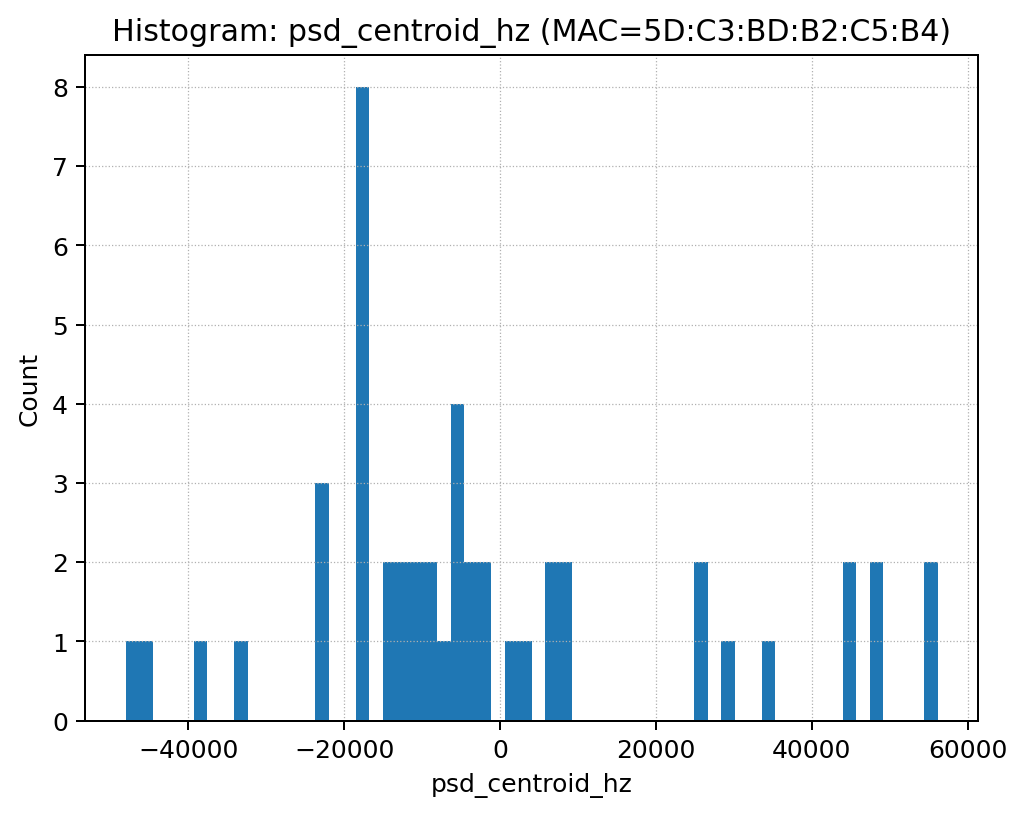 Histogram: psd_centroid_hz (MAC=5D:C3:BD:B2:C5:B4)
8
7
6
5
4
3
2
1
0
Count
−40000 −20000 0 20000 40000 60000
psd_centroid_hz